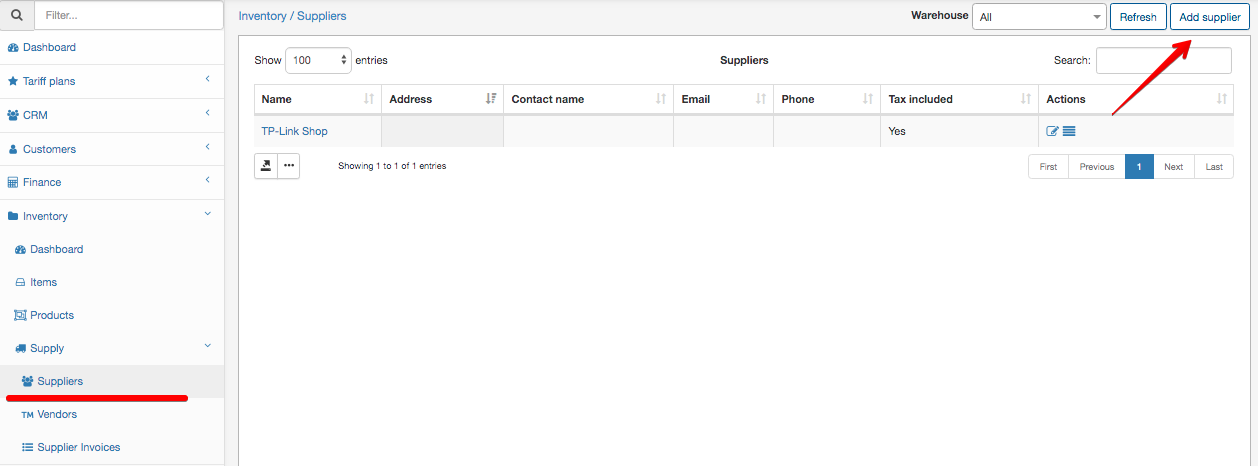 Filter...
Dashboard
Tariff plans
CRM
Customers
Finance
Inventory
Dashboard
Items
Products
Supply
Suppliers
TM Vendors
Supplier Invoices
Inventory / Suppliers
Warehouse All Refresh Add supplier
Show 100 entries Suppliers Search:
Name Address Contact name Email Phone Tax included Actions
TP-Link Shop Yes
Showing 1 to 1 of 1 entries First Previous 1 Next Last